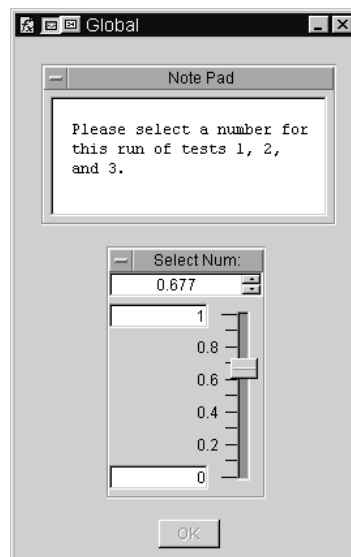 Global
Note Pad
Please select a number for
this run of tests 1, 2,
and 3.
Select Num:
0.677
1
0.8
0.6
0.4
0.2
0
OK